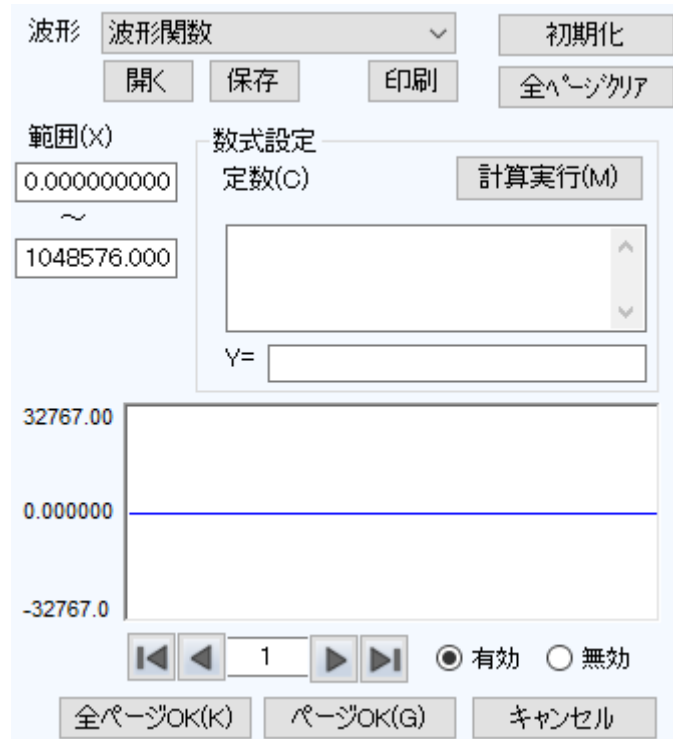 波形 波形関数 初期化
開く 保存 印刷 全ﾍﾟｰｼﾞｸﾘｱ
範囲(X) 数式設定
0.000000000 定数(C) 計算実行(M)
～
1048576.000
Y=
32767.00
0.000000
-32767.0
1 有効 無効
全ページOK(K) ページOK(G) キャンセル